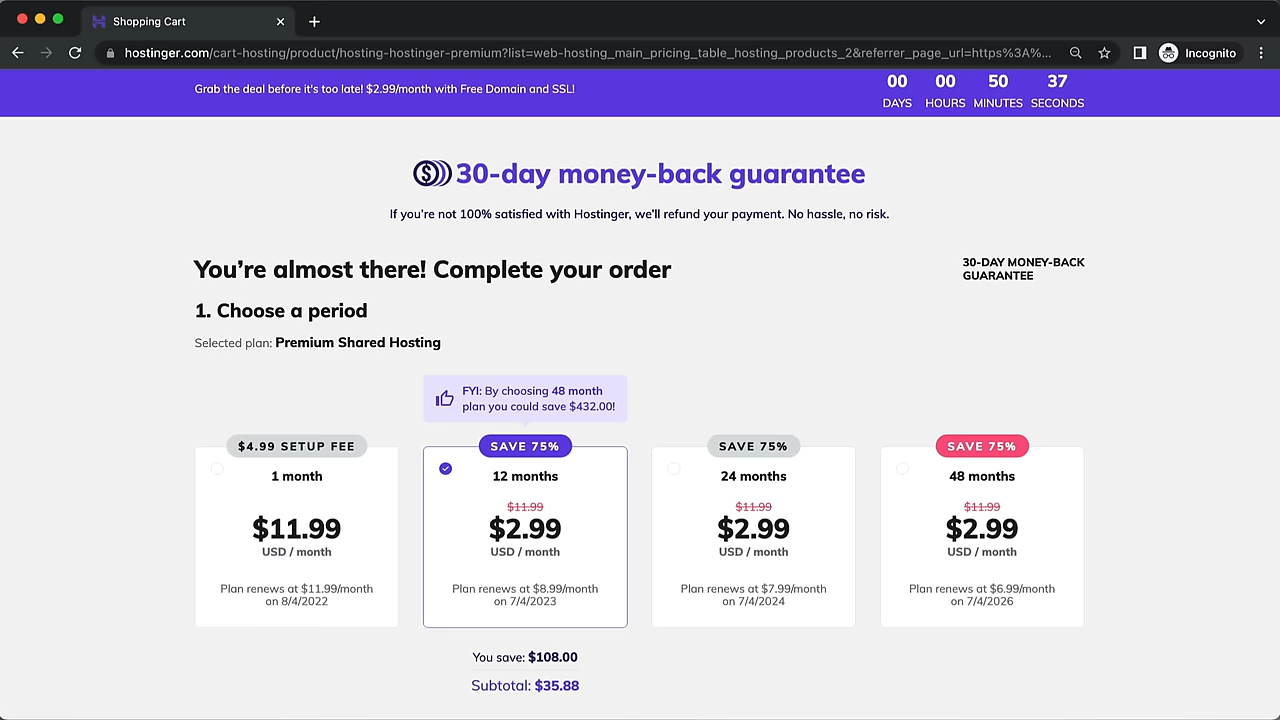 Shopping Cart
hostinger.com/cart-hosting/product/hosting-hostinger-premium?list=web-hosting_main_pricing_table_hosting_products_2&referrer_page_url=https%3A%...
Incognito
Grab the deal before it's too late! $2.99/month with Free Domain and SSL!
00 00 50 37
DAYS HOURS MINUTES SECONDS
30-day money-back guarantee
If you're not 100% satisfied with Hostinger, we'll refund your payment. No hassle, no risk.
You're almost there! Complete your order
30-DAY MONEY-BACK
GUARANTEE
1. Choose a period
Selected plan: Premium Shared Hosting
FYI: By choosing 48 month
plan you could save $432.00!
$4.99 SETUP FEE
1 month
$11.99
USD / month
Plan renews at $11.99/month
on 8/4/2022
SAVE 75%
12 months
$11.99
$2.99
USD / month
Plan renews at $8.99/month
on 7/4/2023
SAVE 75%
24 months
$11.99
$2.99
USD / month
Plan renews at $7.99/month
on 7/4/2024
SAVE 75%
48 months
$11.99
$2.99
USD / month
Plan renews at $6.99/month
on 7/4/2026
You save: $108.00
Subtotal: $35.88